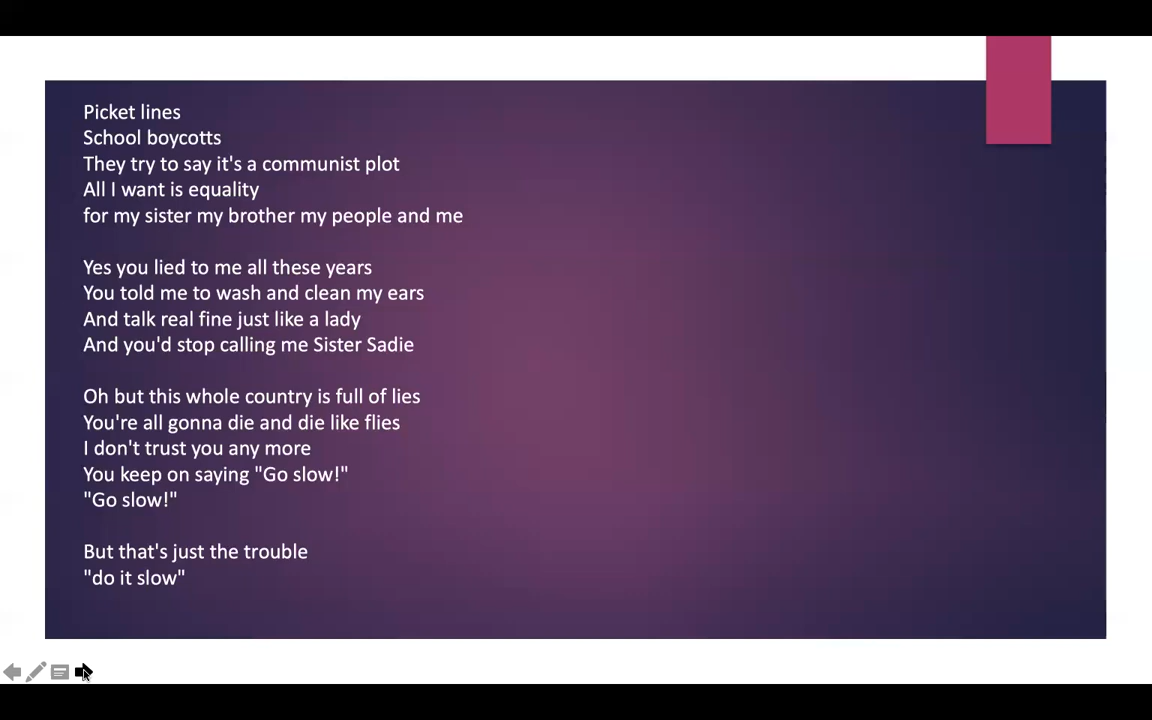 Picket lines
School boycotts
They try to say it's a communist plot
All I want is equality
for my sister my brother my people and me
Yes you lied to me all these years
You told me to wash and clean my ears
And talk real fine just like a lady
And you'd stop calling me Sister Sadie
Oh but this whole country is full of lies
You're all gonna die and die like flies
I don't trust you any more
You keep on saying "Go slow!"
"Go slow!"
But that's just the trouble
"do it slow"